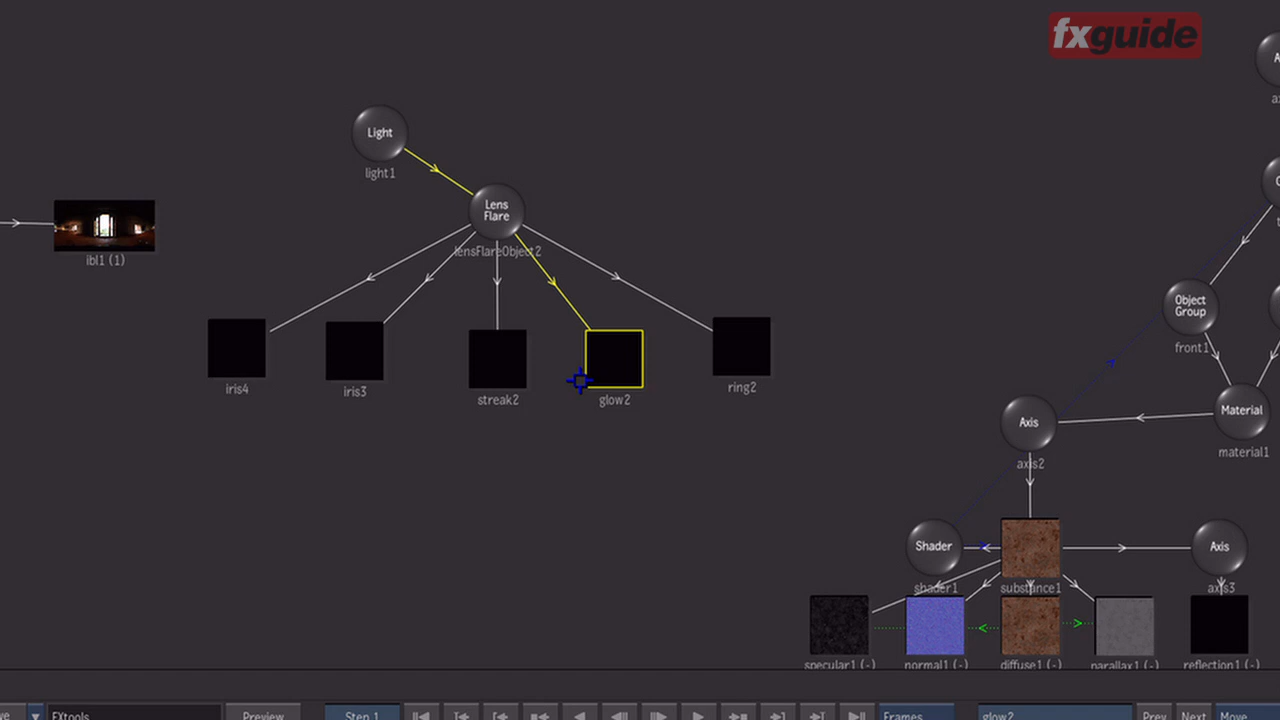 fxguide
Light
light1
Lens
Flare
lensFlareObject2
ibl1 (1)
iris4
iris3
streak2
glow2
ring2
Object
Group
front1
Material
material1
Axis
axis2
Shader
shader1
substance1
Axis
axis3
specular1 (-)
normal1 (-)
diffuse1 (-)
parallax1 (-)
reflection1 (-)
FXtools
Preview
Step 1
Frames
glow2
Prev
Next
Move